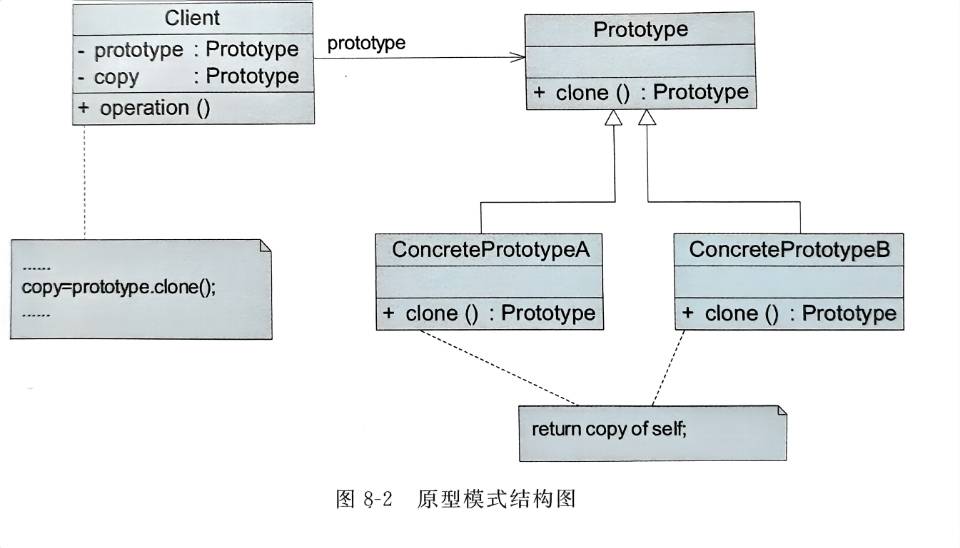 Client
- prototype : Prototype
- copy : Prototype
+ operation ()
prototype
Prototype
+ clone () : Prototype
......
copy=prototype.clone();
......
ConcretePrototypeA
+ clone () : Prototype
ConcretePrototypeB
+ clone () : Prototype
return copy of self;
图 8-2 原型模式结构图